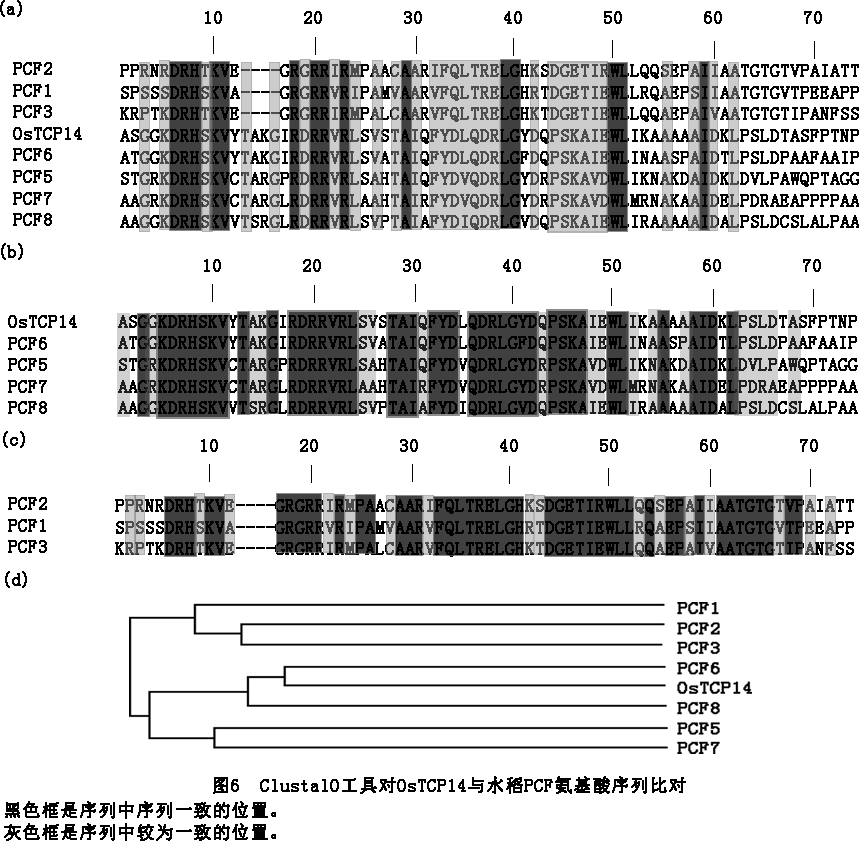 (a)
10 20 30 40 50 60 70
PCF2 PPRNRDRHTKVE----GRGRRIRMPAACAARIFQLTRELGHKSDGETIRWLLQQSEPAIIAATGTGTVPAIATT
PCF1 SPSSSDRHSKVA----GRGRRVRIPAMVAARVFQLTRELGHRTDGETIEWLLRQAEPSIIAATGTGVTPEEAPP
PCF3 KRPTKDRHTKVE----GRGRRIRMPALCAARVFQLTRELGHKTDGETIEWLLQQAEPAIVAATGTGTIPANFSS
OsTCP14 ASGGKDRHSKVYTAKGIRDRRVRLSVSTAIQFYDLQDRLGYDQPSKAIEWLIKAAAAAIDKLPSLDTASFPTNP
PCF6 ATGGKDRHSKVYTAKGIRDRRVRLSVATAIQFYDLQDRLGFDQPSKAIEWLINAASPAIDTLPSLDPAAFAAIP
PCF5 STGRKDRHSKVCTARGPRDRRVRLSAHTAIQFYDVQDRLGYDRPSKAVDWLIKNAKDAIDKLDVLPAWQPTAGG
PCF7 AAGRKDRHSKVCTARGLRDRRVRLAAHTAIRFYDVQDRLGYDRPSKAVDWLMRNAKAAIDELPDRAEAPPPPAA
PCF8 AAGGKDRHSKVVTSRGLRDRRVRLSVPTAIAFYDIQDRLGVDQPSKAIEWLIRAAAAAIDALPSLDCSLALPAA
(b)
10 20 30 40 50 60 70
OsTCP14 ASGGKDRHSKVYTAKGIRDRRVRLSVSTAIQFYDLQDRLGYDQPSKAIEWLIKAAAAAIDKLPSLDTASFPTNP
PCF6 ATGGKDRHSKVYTAKGIRDRRVRLSVATAIQFYDLQDRLGFDQPSKAIEWLINAASPAIDTLPSLDPAAFAAIP
PCF5 STGRKDRHSKVCTARGPRDRRVRLSAHTAIQFYDVQDRLGYDRPSKAVDWLIKNAKDAIDKLDVLPAWQPTAGG
PCF7 AAGRKDRHSKVCTARGLRDRRVRLAAHTAIRFYDVQDRLGYDRPSKAVDWLMRNAKAAIDELPDRAEAPPPPAA
PCF8 AAGGKDRHSKVVTSRGLRDRRVRLSVPTAIAFYDIQDRLGVDQPSKAIEWLIRAAAAAIDALPSLDCSLALPAA
(c)
10 20 30 40 50 60 70
PCF2 PPRNRDRHTKVE----GRGRRIRMPAACAARIFQLTRELGHKSDGETIRWLLQQSEPAIIAATGTGTVPAIATT
PCF1 SPSSSDRHSKVA----GRGRRVRIPAMVAARVFQLTRELGHRTDGETIEWLLRQAEPSIIAATGTGVTPEEAPP
PCF3 KRPTKDRHTKVE----GRGRRIRMPALCAARVFQLTRELGHKTDGETIEWLLQQAEPAIVAATGTGTIPANFSS
(d)
PCF1
PCF2
PCF3
PCF6
OsTCP14
PCF8
PCF5
PCF7
图6 ClustalO工具对OsTCP14与水稻PCF氨基酸序列比对
黑色框是序列中序列一致的位置。
灰色框是序列中较为一致的位置。